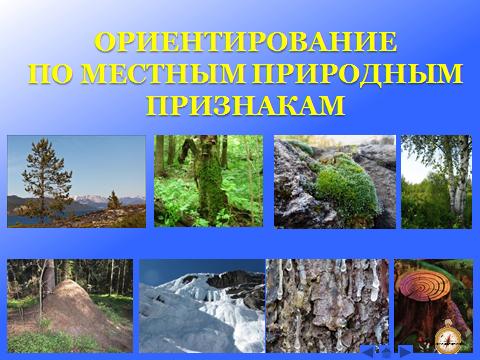 ОРИЕНТИРОВАНИЕ
ПО МЕСТНЫМ ПРИРОДНЫМ
ПРИЗНАКАМ